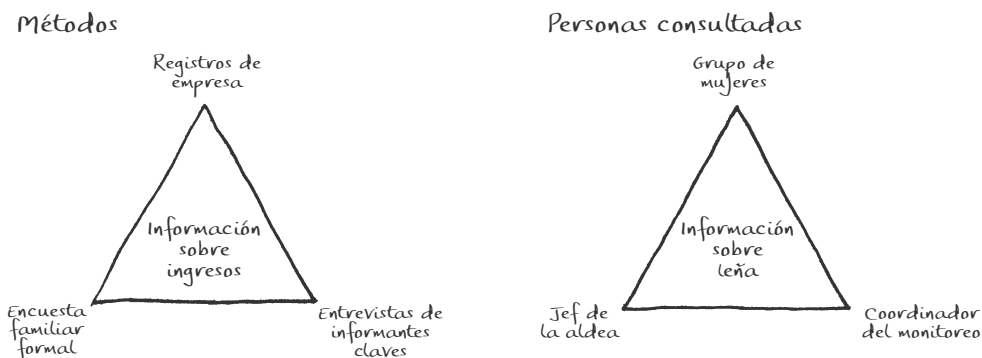 Métodos
Registros de
empresa
Información
sobre
ingresos
Encuesta
familiar
formal
Entrevistas de
informantes
claves
Personas consultadas
Grupo de
mujeres
Información
sobre
leña
Jef de
la aldea
Coordinador
del monitoreo